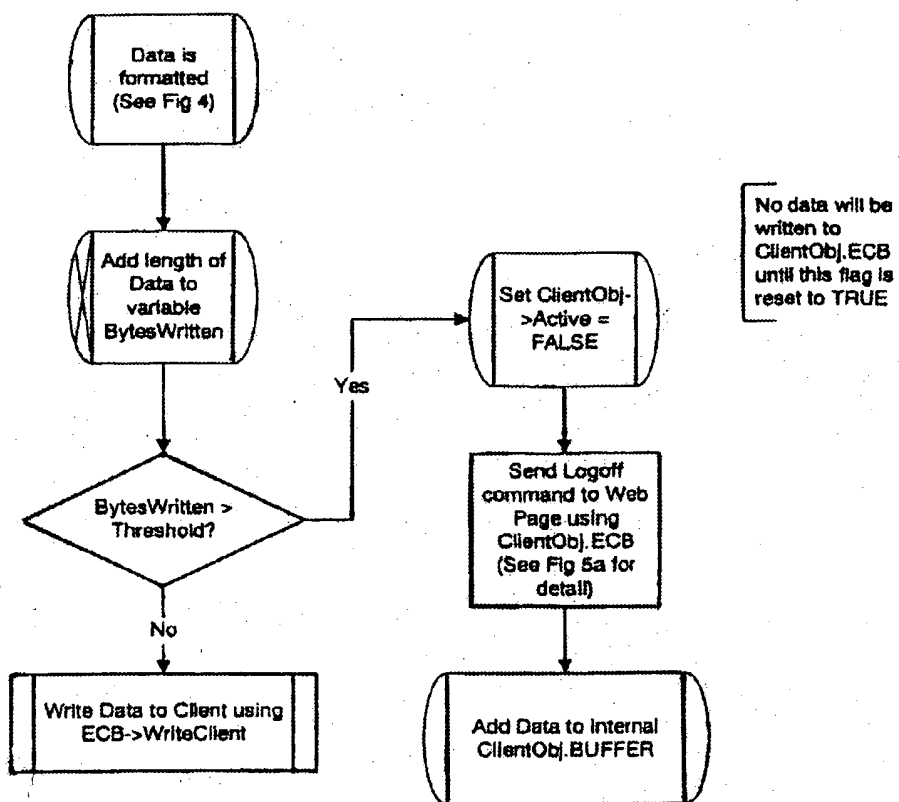 Data is
formatted
(See Fig 4)
Add length of
Data to
variable
BytesWritten
BytesWritten >
Threshold?
No
Write Data to Client using
ECB->WriteClient
Yes
Set ClientObj-
>Active =
FALSE
Send Logoff
command to Web
Page using
ClientObj.ECB
(See Fig 5a for
detail)
Add Data to Internal
ClientObj.BUFFER
No data will be
written to
ClientObj.ECB
until this flag is
reset to TRUE